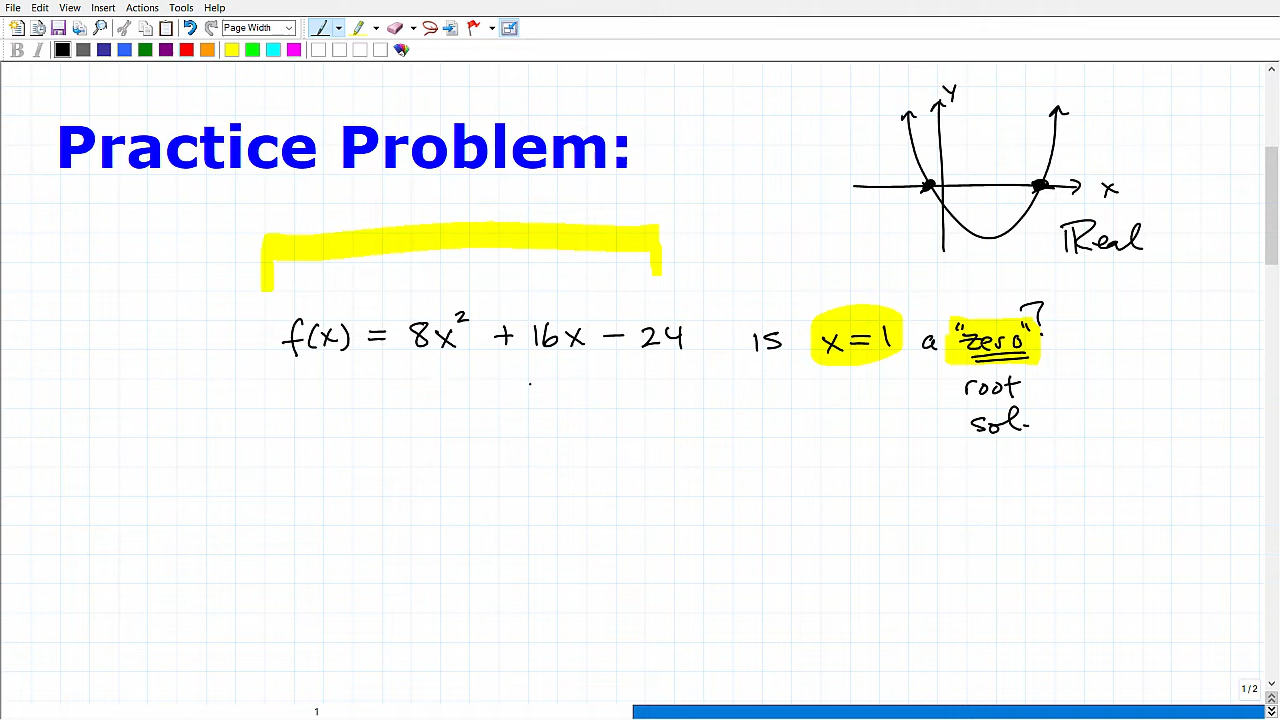 File Edit View Insert Actions Tools Help
Page Width
B I
Practice Problem:
y
x
Real
f(x) = 8x² + 16x - 24 is x = 1 a "zero"?
root
sol.
1/2
1